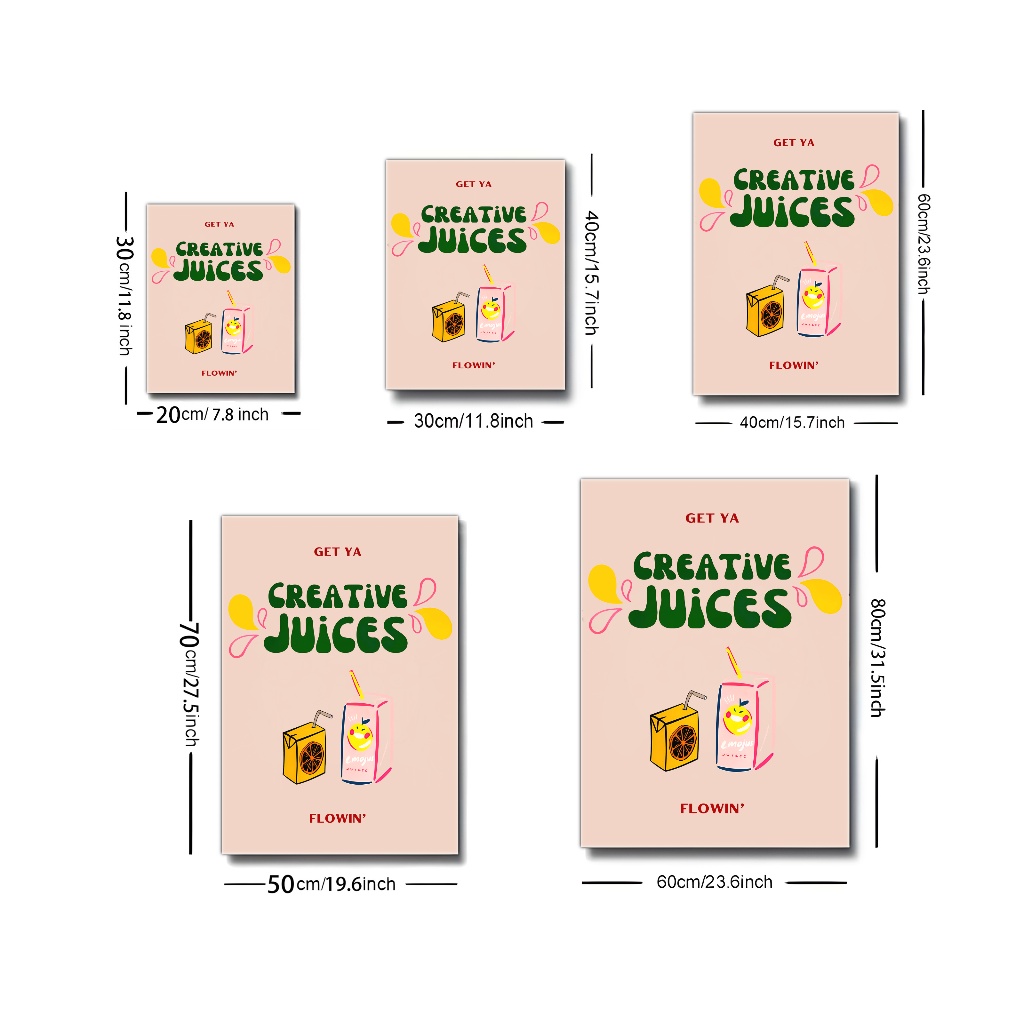 GET YA
CREATiVE
JUiCES
FLOWIN'
30cm/11.8 inch
20cm/ 7.8 inch
GET YA
CREATiVE
JUiCES
FLOWIN'
40cm/15.7inch
30cm/11.8inch
GET YA
CREATiVE
JUiCES
FLOWIN'
60cm/23.6inch
40cm/15.7inch
GET YA
CREATiVE
JUiCES
FLOWIN'
70cm/27.5inch
50cm/19.6inch
GET YA
CREATiVE
JUiCES
FLOWIN'
80cm/31.5inch
60cm/23.6inch